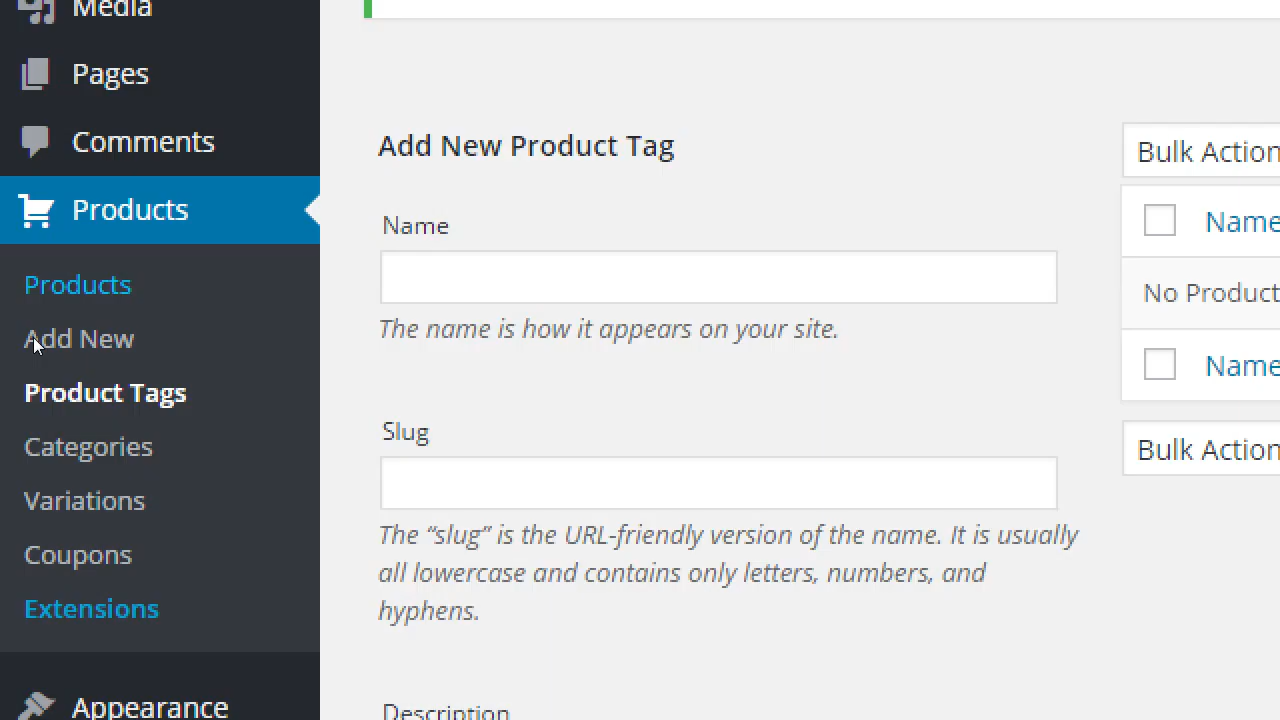 Media
Pages
Comments
Products
Products
Add New
Product Tags
Categories
Variations
Coupons
Extensions
Appearance
Add New Product Tag
Name
The name is how it appears on your site.
Slug
The “slug” is the URL-friendly version of the name. It is usually
all lowercase and contains only letters, numbers, and
hyphens.
Description
Bulk Action
Name
No Product
Name
Bulk Action